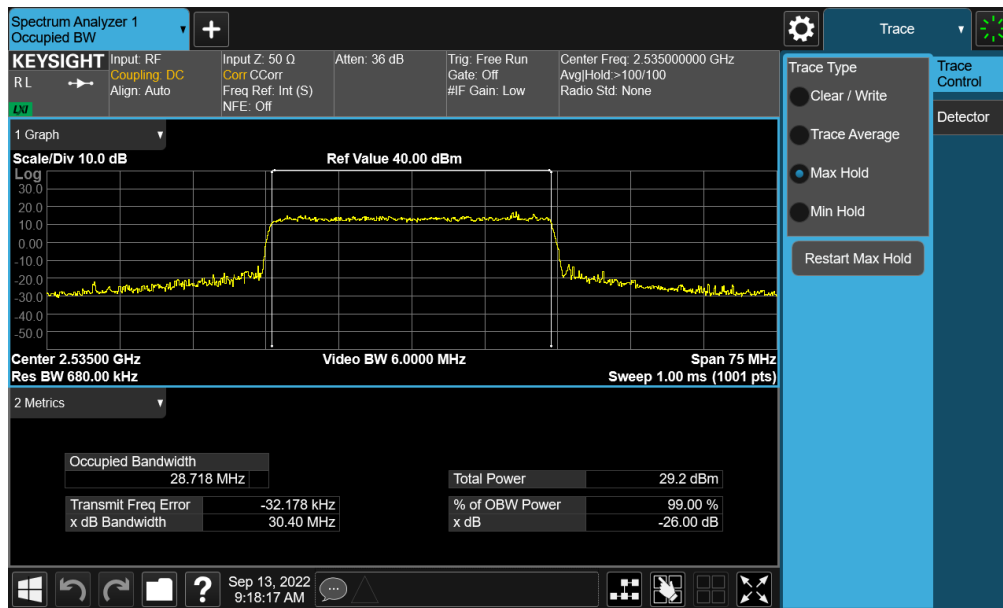 Spectrum Analyzer 1
Occupied BW
+
Trace
KEYSIGHT
R L
LXI
Input: RF
Coupling: DC
Align: Auto
Input Z: 50 Ω
Corr CCorr
Freq Ref: Int (S)
NFE: Off
Atten: 36 dB
Trig: Free Run
Gate: Off
#IF Gain: Low
Center Freq: 2.535000000 GHz
Avg|Hold:>100/100
Radio Std: None
Trace Type
Clear / Write
Trace Average
Max Hold
Min Hold
Restart Max Hold
Trace
Control
Detector
1 Graph
Scale/Div 10.0 dB
Ref Value 40.00 dBm
Log
30.0
20.0
10.0
0.00
-10.0
-20.0
-30.0
-40.0
-50.0
Center 2.53500 GHz
Video BW 6.0000 MHz
Span 75 MHz
Res BW 680.00 kHz
Sweep 1.00 ms (1001 pts)
2 Metrics
Occupied Bandwidth
28.718 MHz
Total Power 29.2 dBm
Transmit Freq Error -32.178 kHz
% of OBW Power 99.00 %
x dB Bandwidth 30.40 MHz
x dB -26.00 dB
?
Sep 13, 2022
9:18:17 AM